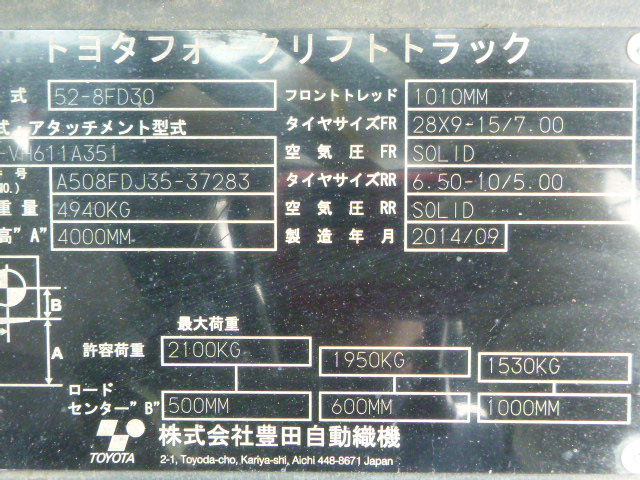 トヨタフォークリフトトラック
式 52-8FD30 フロントトレッド 1010MM
式・アタッチメント型式 タイヤサイズFR 28X9-15/7.00
-VH611A351 空気圧 FR SOLID
号 NO.) A508FDJ35-37283 タイヤサイズRR 6.50-10/5.00
重量 4940KG 空気圧 RR SOLID
高"A" 4000MM 製造年月 2014/09
B
A
最大荷重
許容荷重 2100KG 1950KG 1530KG
ロード
センター"B" 500MM 600MM 1000MM
株式会社豊田自動織機
TOYOTA 2-1, Toyoda-cho, Kariya-shi, Aichi 448-8671 Japan